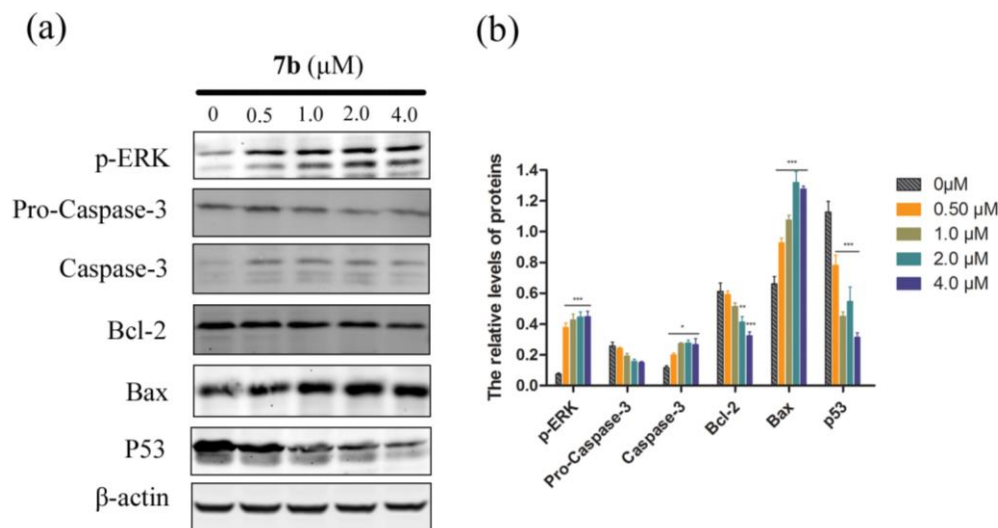 (a)
7b (μM)
0 0.5 1.0 2.0 4.0
p-ERK
Pro-Caspase-3
Caspase-3
Bcl-2
Bax
P53
β-actin
(b)
The relative levels of proteins
1.4
1.2
1.0
0.8
0.6
0.4
0.2
0.0
***
*
**
***
***
***
p-ERK
Pro-Caspase-3
Caspase-3
Bcl-2
Bax
p53
0μM
0.50 μM
1.0 μM
2.0 μM
4.0 μM